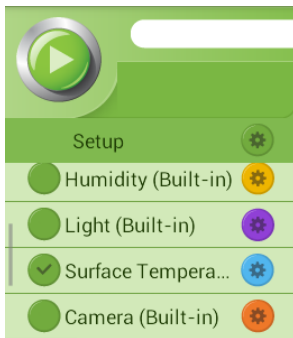 Setup
Humidity (Built-in)
Light (Built-in)
Surface Tempera...
Camera (Built-in)